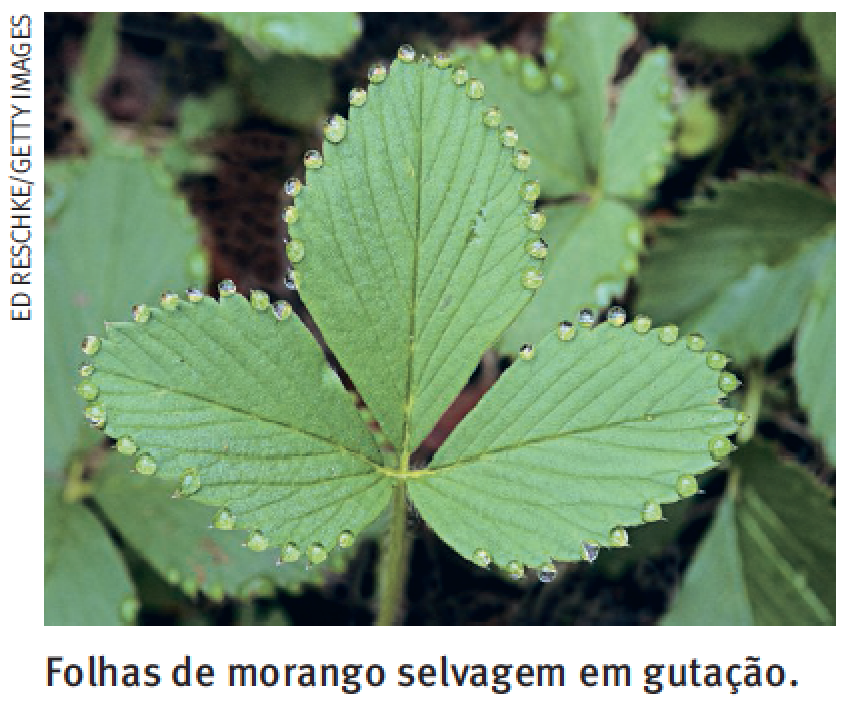 ED RESCHKE/GETTY IMAGES
Folhas de morango selvagem em gutação.